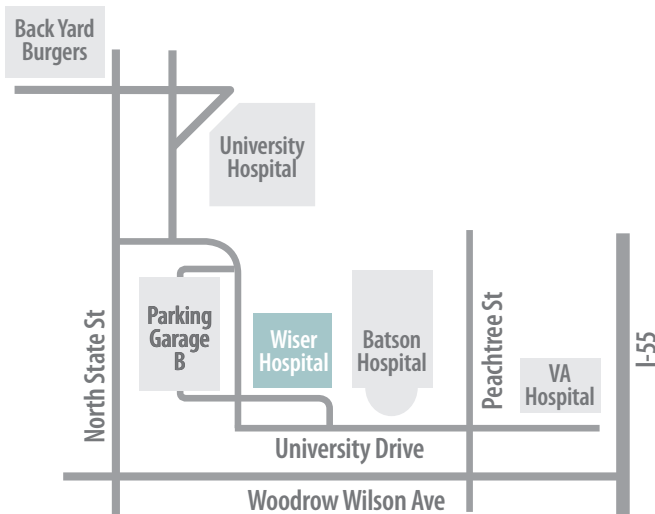 Back Yard
Burgers
University
Hospital
Parking
Garage
B
Wiser
Hospital
Batson
Hospital
VA
Hospital
North State St
Peachtree St
I-55
University Drive
Woodrow Wilson Ave